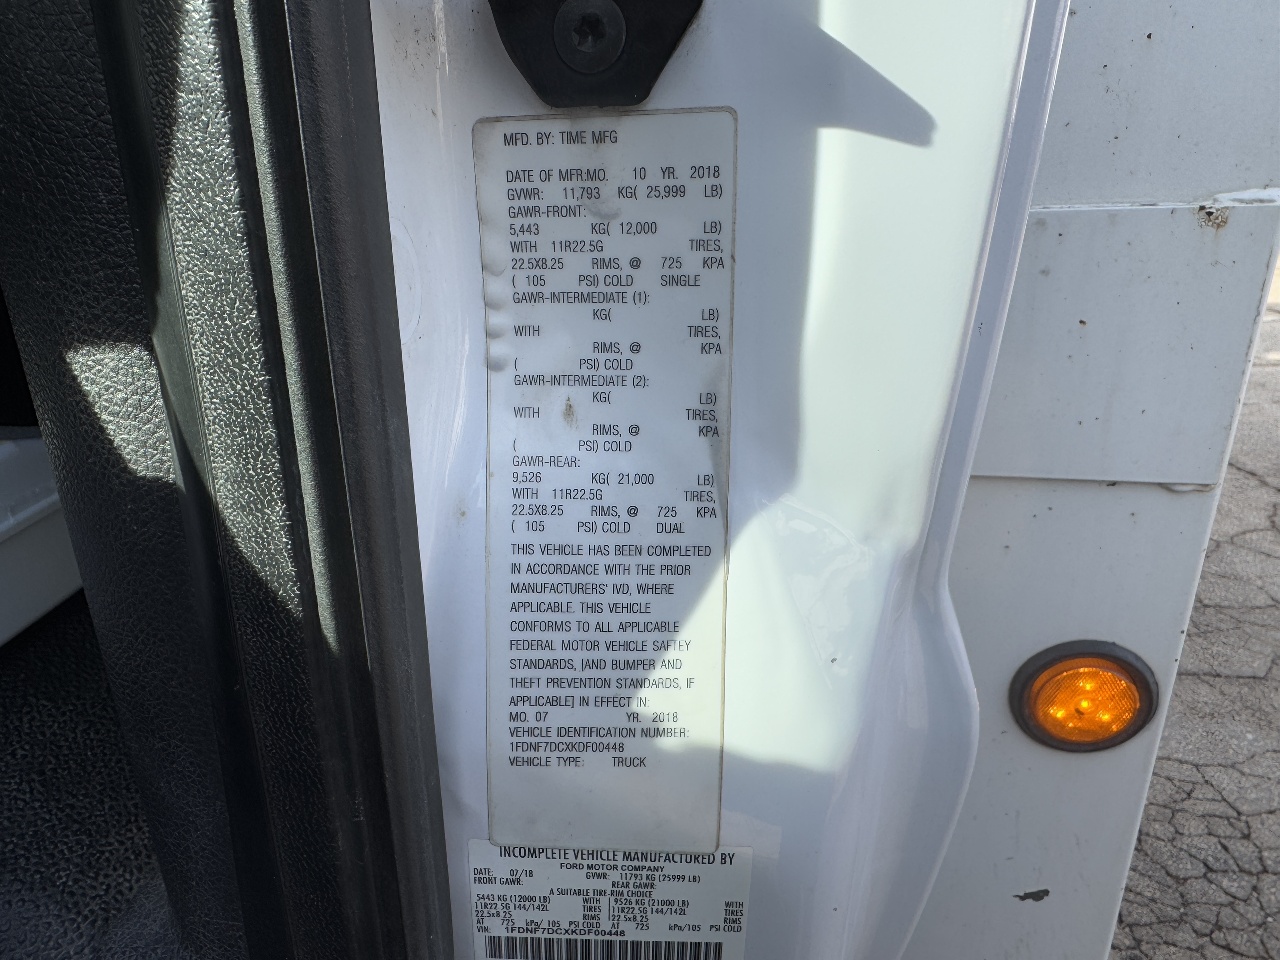 MFD. BY: TIME MFG
DATE OF MFR:MO. 10 YR. 2018
GVWR: 11,793 KG( 25,999 LB)
GAWR-FRONT:
5,443 KG( 12,000 LB)
WITH 11R22.5G TIRES,
22.5X8.25 RIMS, @ 725 KPA
( 105 PSI) COLD SINGLE
GAWR-INTERMEDIATE (1):
KG( LB)
WITH TIRES,
RIMS, @ KPA
( PSI) COLD
GAWR-INTERMEDIATE (2):
KG( LB)
WITH TIRES,
RIMS, @ KPA
( PSI) COLD
GAWR-REAR:
9,526 KG( 21,000 LB)
WITH 11R22.5G TIRES,
22.5X8.25 RIMS, @ 725 KPA
( 105 PSI) COLD DUAL
THIS VEHICLE HAS BEEN COMPLETED
IN ACCORDANCE WITH THE PRIOR
MANUFACTURERS' IVD, WHERE
APPLICABLE. THIS VEHICLE
CONFORMS TO ALL APPLICABLE
FEDERAL MOTOR VEHICLE SAFTEY
STANDARDS, [AND BUMPER AND
THEFT PREVENTION STANDARDS, IF
APPLICABLE] IN EFFECT IN:
MO. 07 YR. 2018
VEHICLE IDENTIFICATION NUMBER:
1FDNF7DCXKDF00448
VEHICLE TYPE: TRUCK
INCOMPLETE VEHICLE MANUFACTURED BY
FORD MOTOR COMPANY
DATE: 07/18 GVWR: 11793 KG (25999 LB)
FRONT GAWR: REAR GAWR:
A SUITABLE TIRE-RIM CHOICE
5443 KG (12000 LB) WITH 9526 KG (21000 LB) WITH
11R22.5G 144/142L TIRES 11R22.5G 144/142L TIRES
22.5x8.25 RIMS 22.5x8.25 RIMS
AT 725 kPa/ 105 PSI COLD AT 725 kPa/105 PSI COLD
VIN: 1FDNF7DCXKDF00448